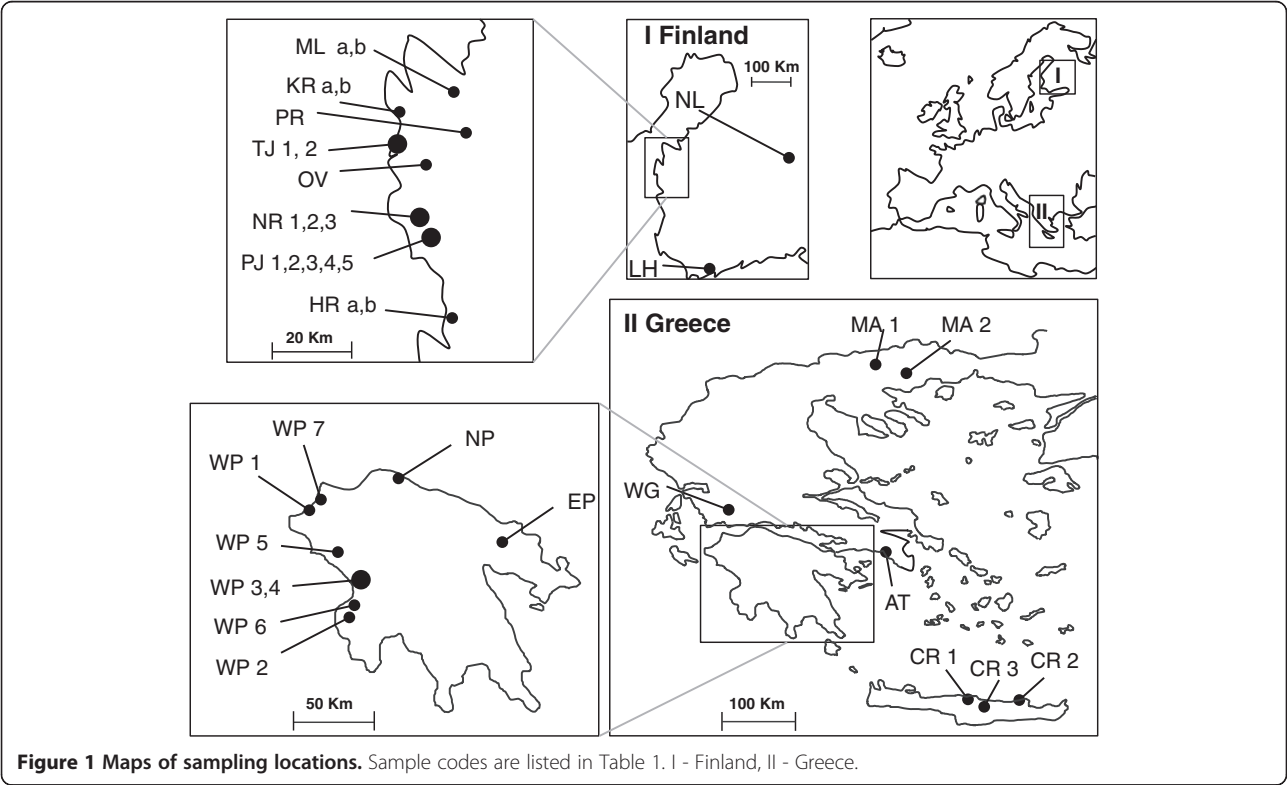 ML a,b
KR a,b
PR
TJ 1, 2
OV
NR 1,2,3
PJ 1,2,3,4,5
HR a,b
20 Km
I Finland
100 Km
NL
LH
I
II
II Greece
MA 1
MA 2
WG
AT
CR 1
CR 3
CR 2
100 Km
WP 7
NP
WP 1
EP
WP 5
WP 3,4
WP 6
WP 2
50 Km
Figure 1 Maps of sampling locations. Sample codes are listed in Table 1. I - Finland, II - Greece.